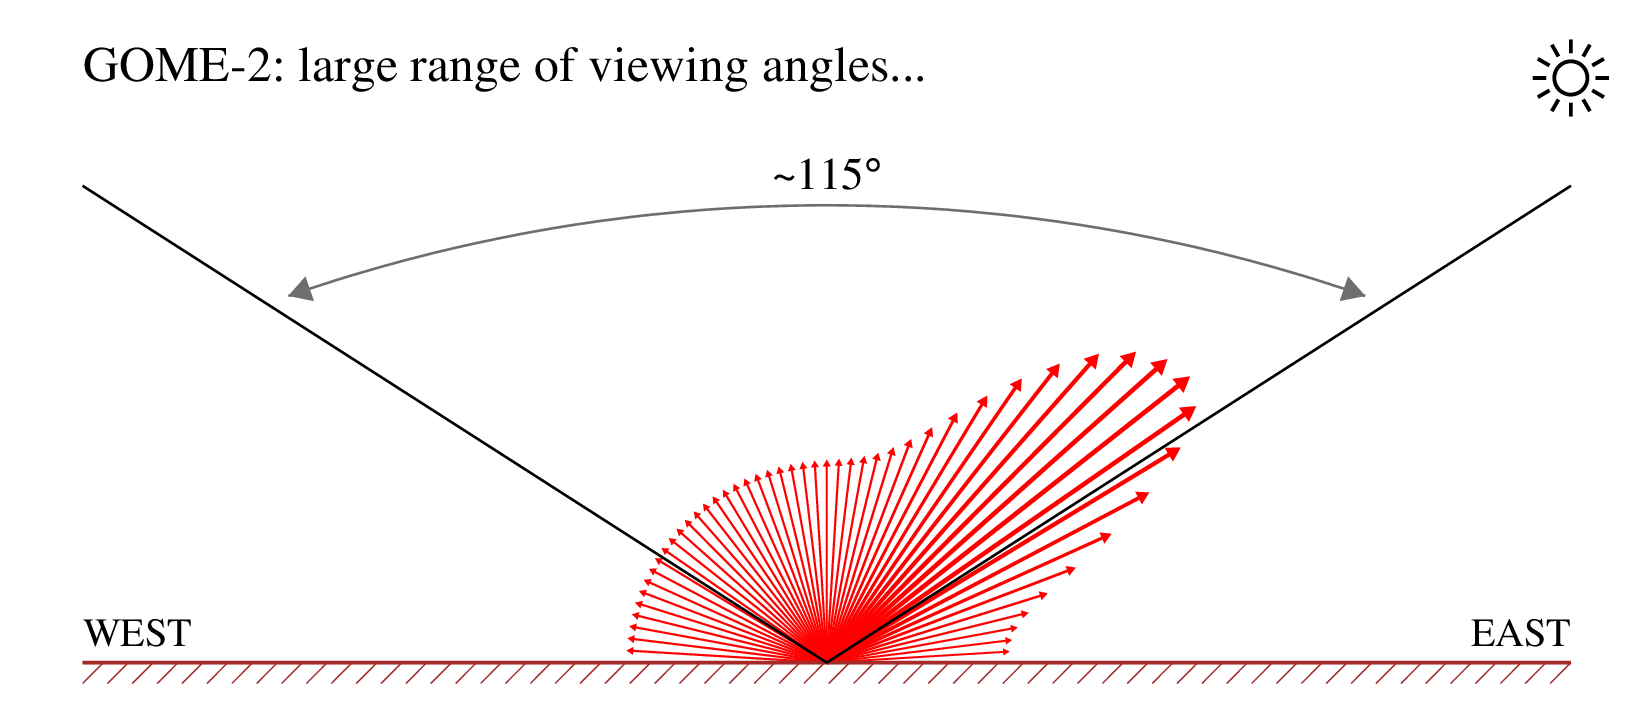 GOME-2: large range of viewing angles...
~115°
WEST
EAST